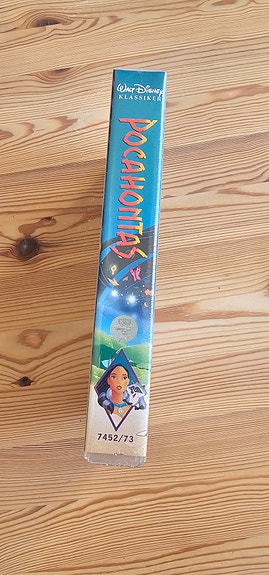 Walt Disney
KLASSIKER
POCAHONTAS
7452/73